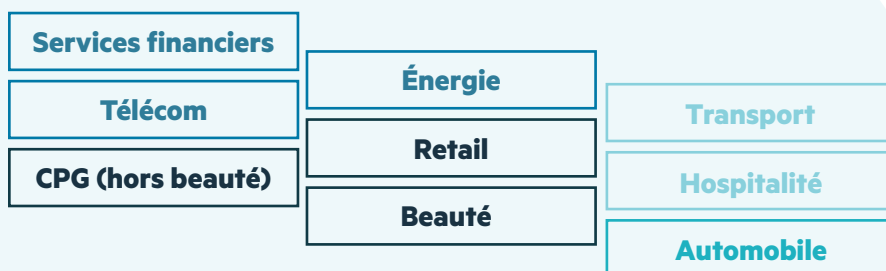 Services financiers
Télécom
CPG (hors beauté)
Énergie
Retail
Beauté
Transport
Hospitalité
Automobile